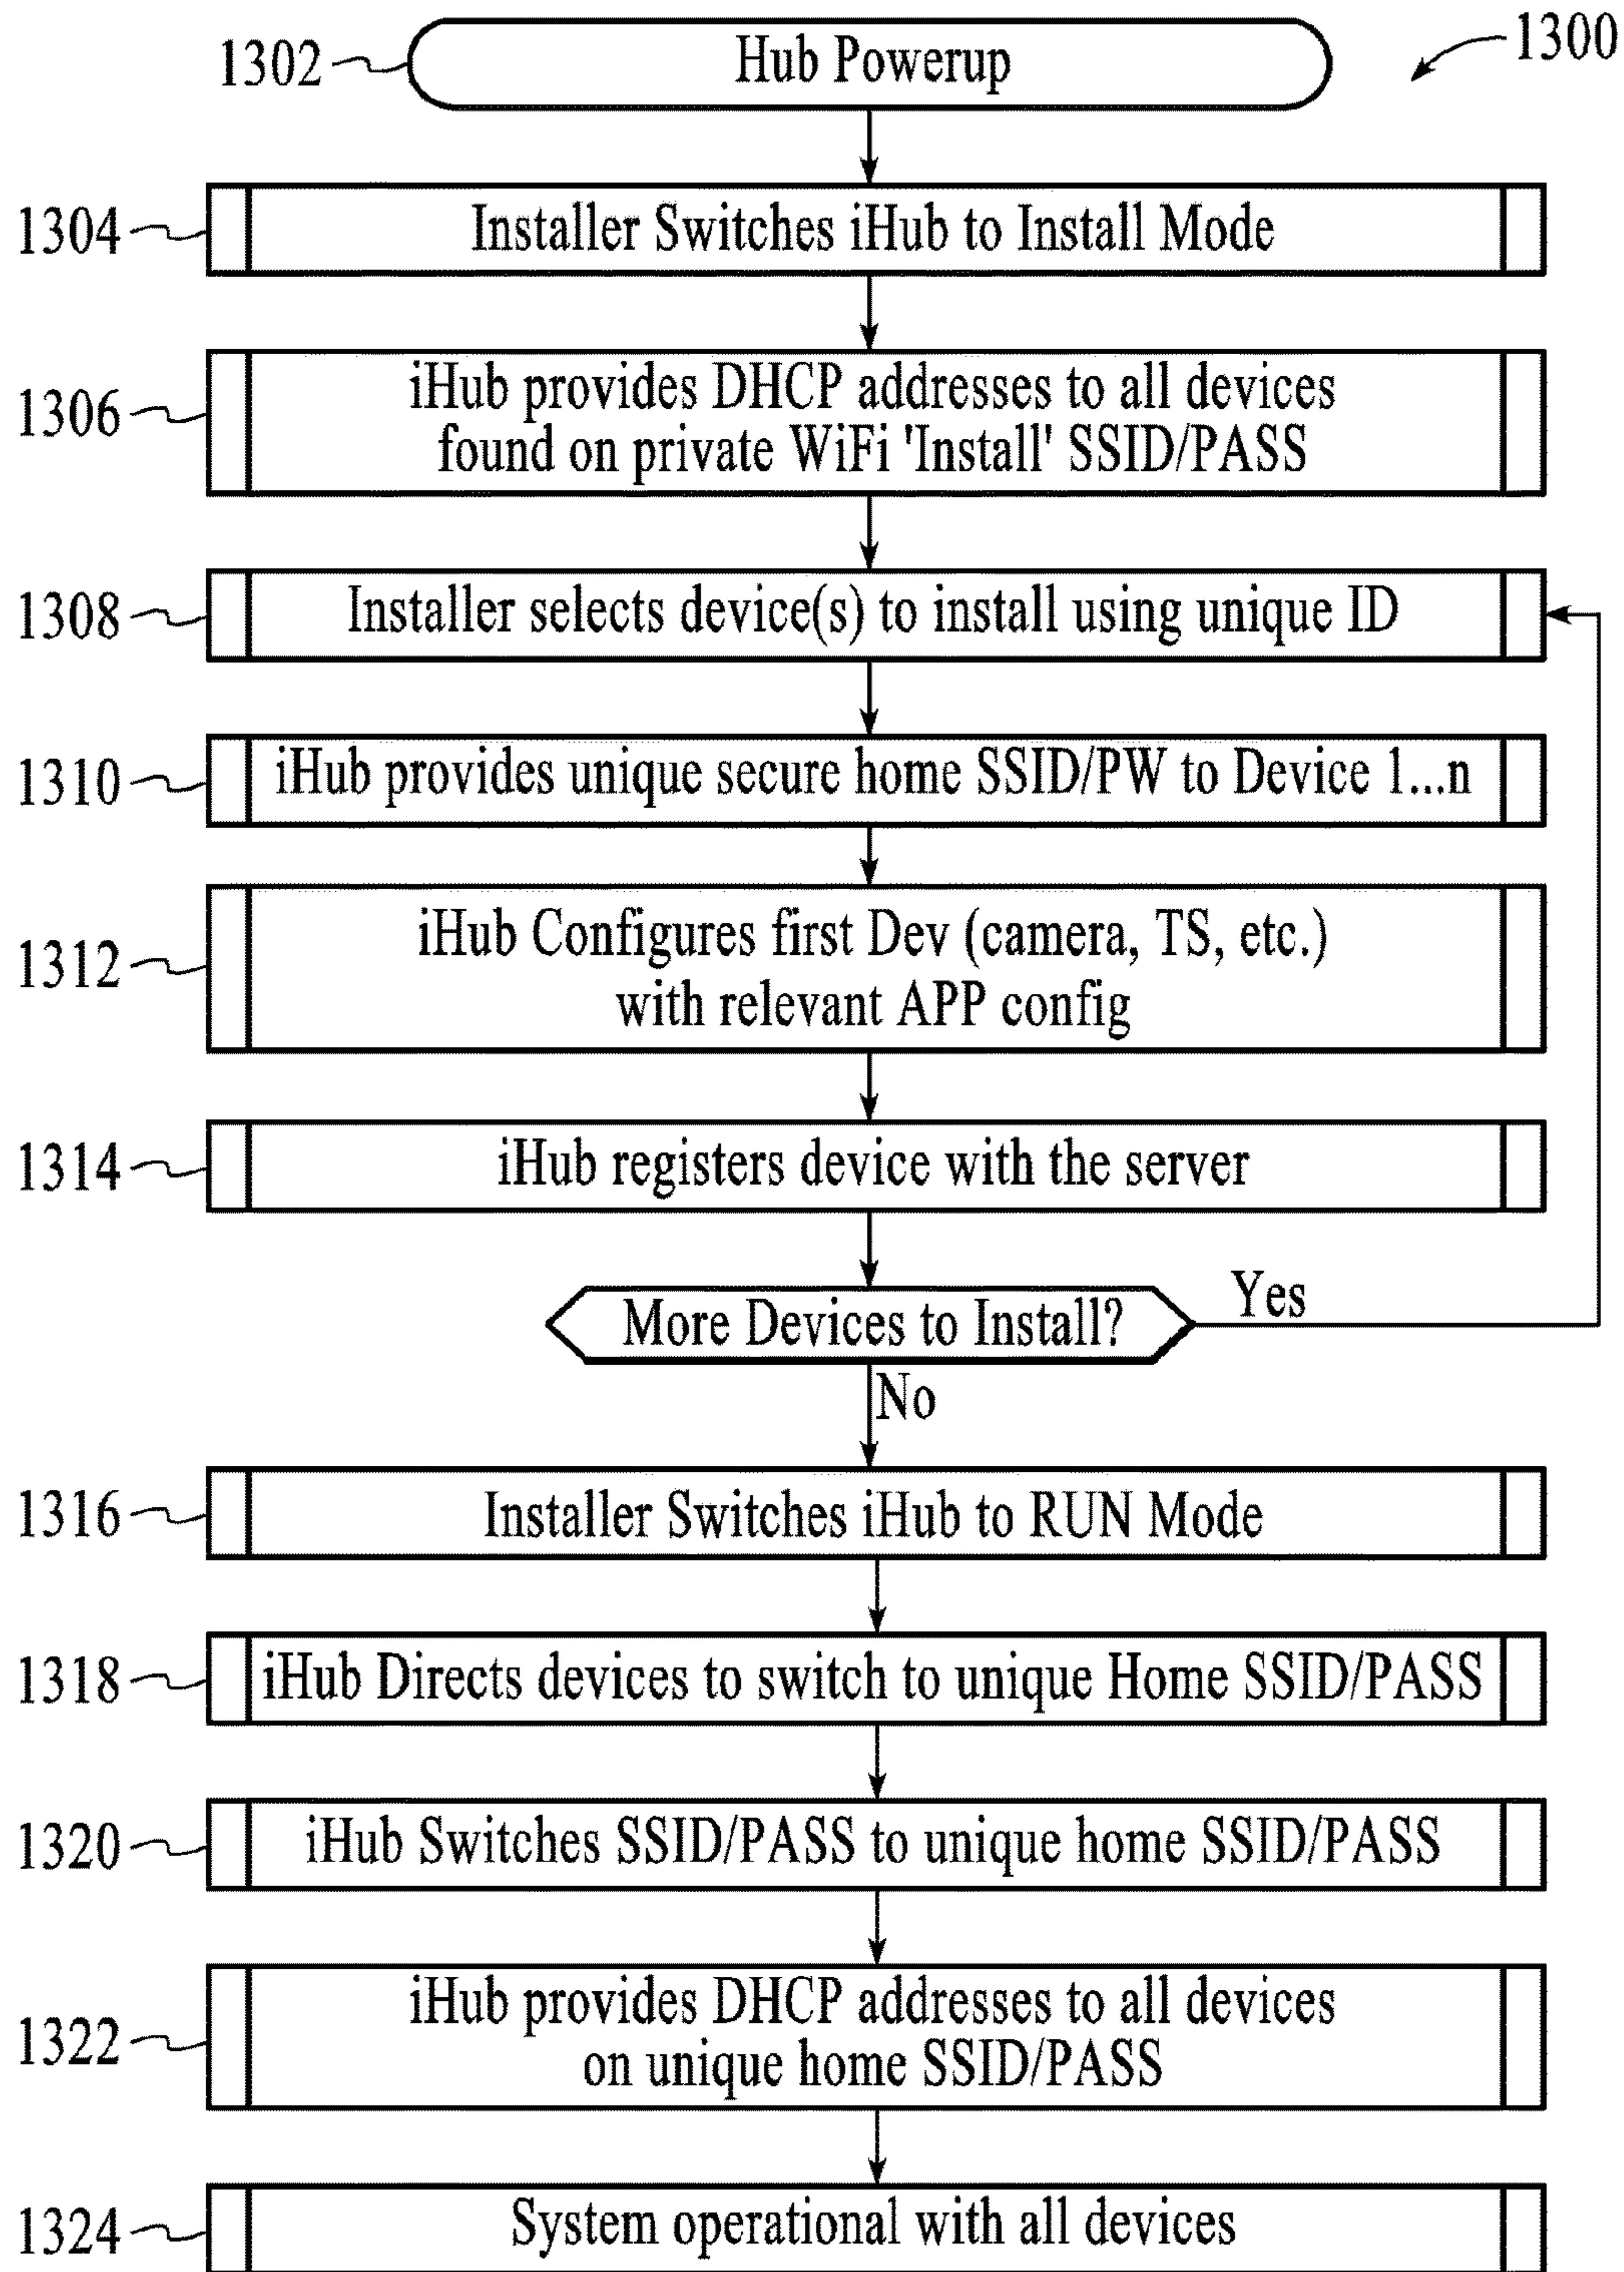 1300
1302
Hub Powerup
1304
Installer Switches iHub to Install Mode
1306
iHub provides DHCP addresses to all devices
found on private WiFi 'Install' SSID/PASS
1308
Installer selects device(s) to install using unique ID
1310
iHub provides unique secure home SSID/PW to Device 1...n
1312
iHub Configures first Dev (camera, TS, etc.)
with relevant APP config
1314
iHub registers device with the server
More Devices to Install?
Yes
No
1316
Installer Switches iHub to RUN Mode
1318
iHub Directs devices to switch to unique Home SSID/PASS
1320
iHub Switches SSID/PASS to unique home SSID/PASS
1322
iHub provides DHCP addresses to all devices
on unique home SSID/PASS
1324
System operational with all devices